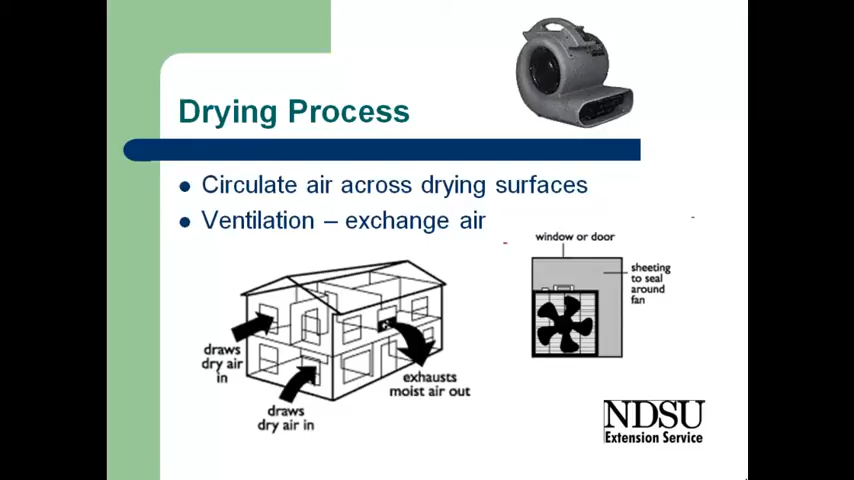 Drying Process
Circulate air across drying surfaces
Ventilation – exchange air
window or door
sheeting
to seal
around
fan
draws
dry air
in
exhausts
moist air out
draws
dry air in
NDSU
Extension Service